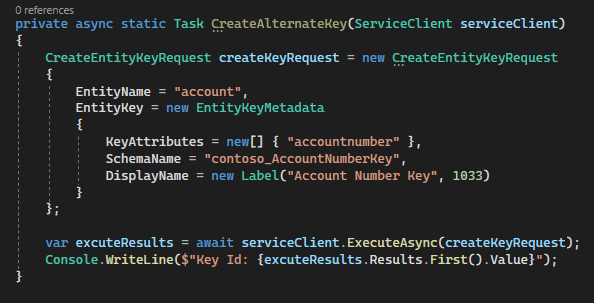 0 references
private async static Task CreateAlternateKey(ServiceClient serviceClient)
{
CreateEntityKeyRequest createKeyRequest = new CreateEntityKeyRequest
{
EntityName = "account",
EntityKey = new EntityKeyMetadata
{
KeyAttributes = new[] { "accountnumber" },
SchemaName = "contoso_AccountNumberKey",
DisplayName = new Label("Account Number Key", 1033)
}
};
var excuteResults = await serviceClient.ExecuteAsync(createKeyRequest);
Console.WriteLine($"Key Id: {excuteResults.Results.First().Value}");
}